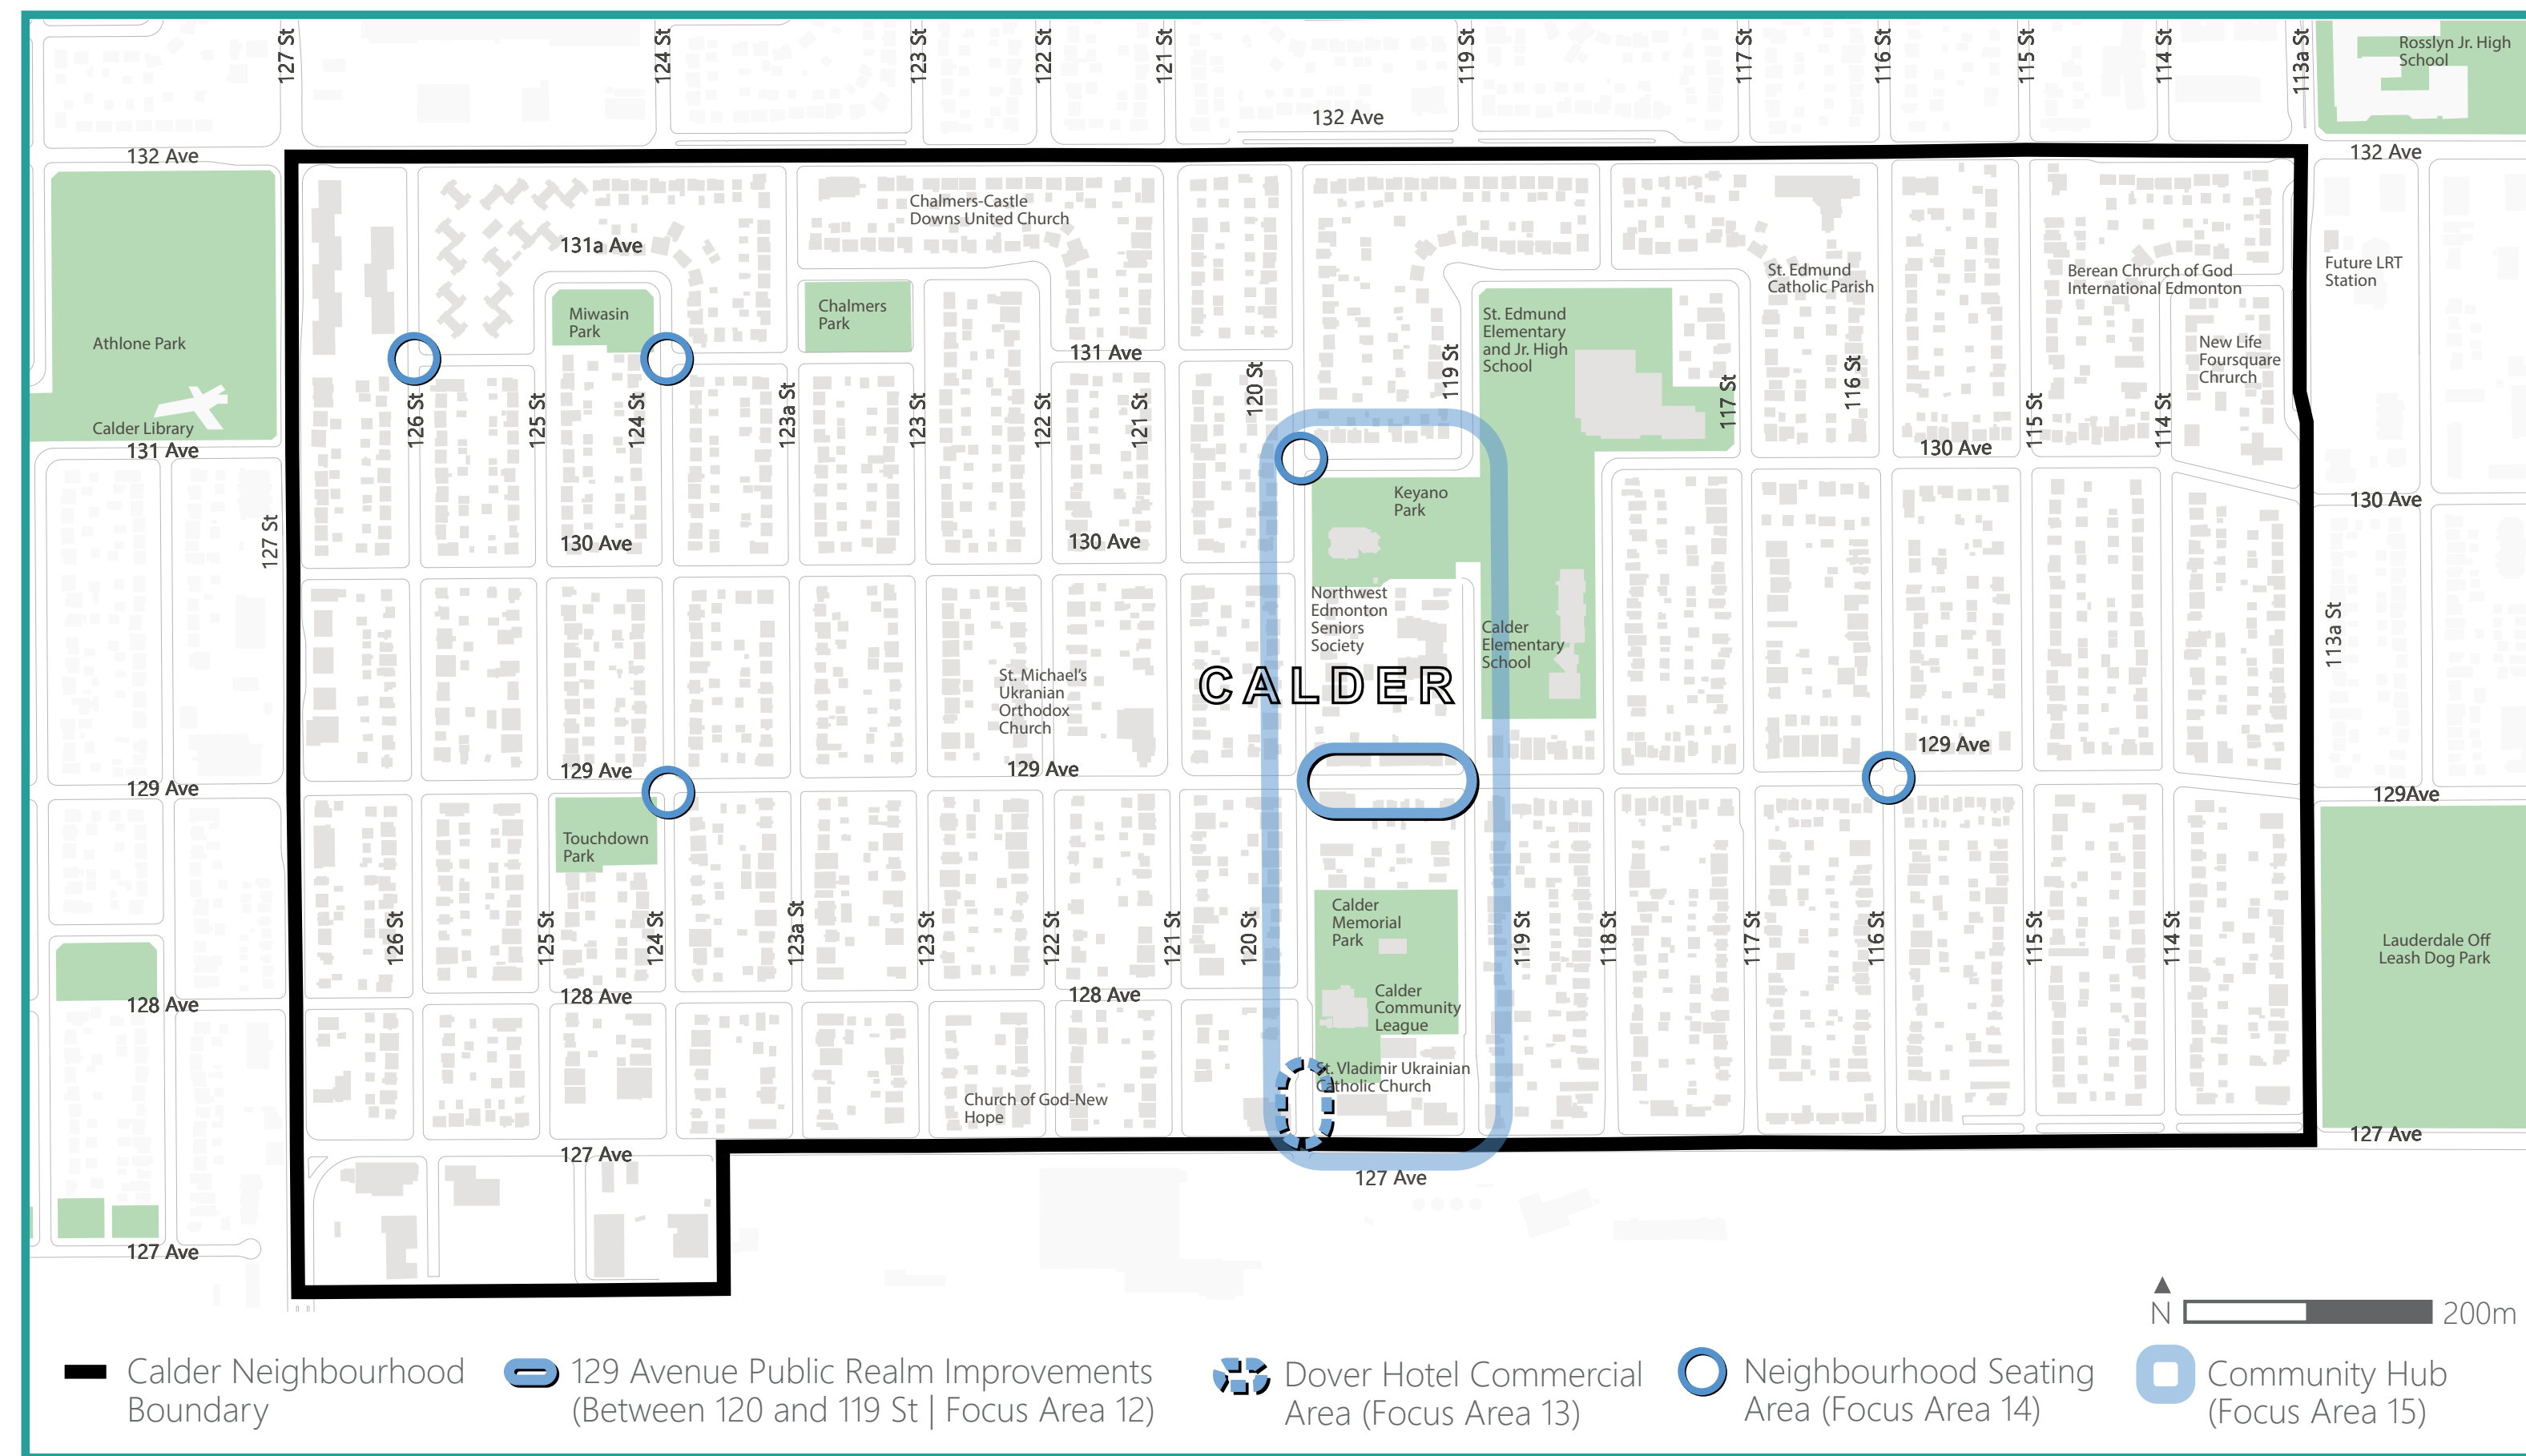 127 St
124 St
123 St
122 St
121 St
119 St
117 St
116 St
115 St
114 St
113a St
Rosslyn Jr. High
School
132 Ave
132 Ave
132 Ave
Chalmers-Castle
Downs United Church
131a Ave
St. Edmund
Catholic Parish
Berean Chruch of God
International Edmonton
Future LRT
Station
Miwasin
Park
Chalmers
Park
St. Edmund
Elementary
and Jr. High
School
Athlone Park
131 Ave
New Life
Foursquare
Chruch
Calder Library
131 Ave
126 St
125 St
124 St
123a St
123 St
122 St
121 St
120 St
119 St
117 St
116 St
115 St
114 St
130 Ave
Keyano
Park
130 Ave
127 St
130 Ave
130 Ave
Northwest
Edmonton
Seniors
Society
Calder
Elementary
School
113a St
St. Michael's
Ukranian
Orthodox
Church
CALDER
129 Ave
129 Ave
129 Ave
129 Ave
129Ave
Touchdown
Park
126 St
125 St
124 St
123a St
123 St
122 St
121 St
120 St
119 St
118 St
117 St
116 St
115 St
114 St
Calder
Memorial
Park
Lauderdale Off
Leash Dog Park
128 Ave
128 Ave
128 Ave
Calder
Community
League
St. Vladimir Ukrainian
Catholic Church
Church of God-New
Hope
127 Ave
127 Ave
127 Ave
127 Ave
N
200m
Calder Neighbourhood
Boundary
129 Avenue Public Realm Improvements
(Between 120 and 119 St | Focus Area 12)
Dover Hotel Commercial
Area (Focus Area 13)
Neighbourhood Seating
Area (Focus Area 14)
Community Hub
(Focus Area 15)